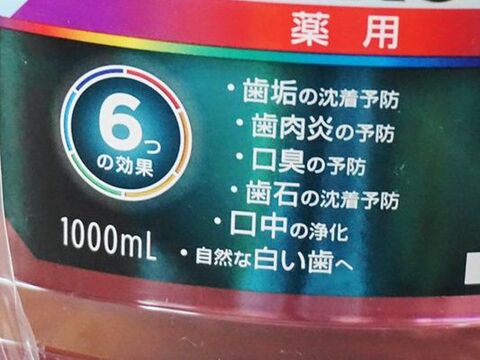 薬用
6つ
の効果
1000mL
・歯垢の沈着予防
・歯肉炎の予防
・口臭の予防
・歯石の沈着予防
・口中の浄化
・自然な白い歯へ